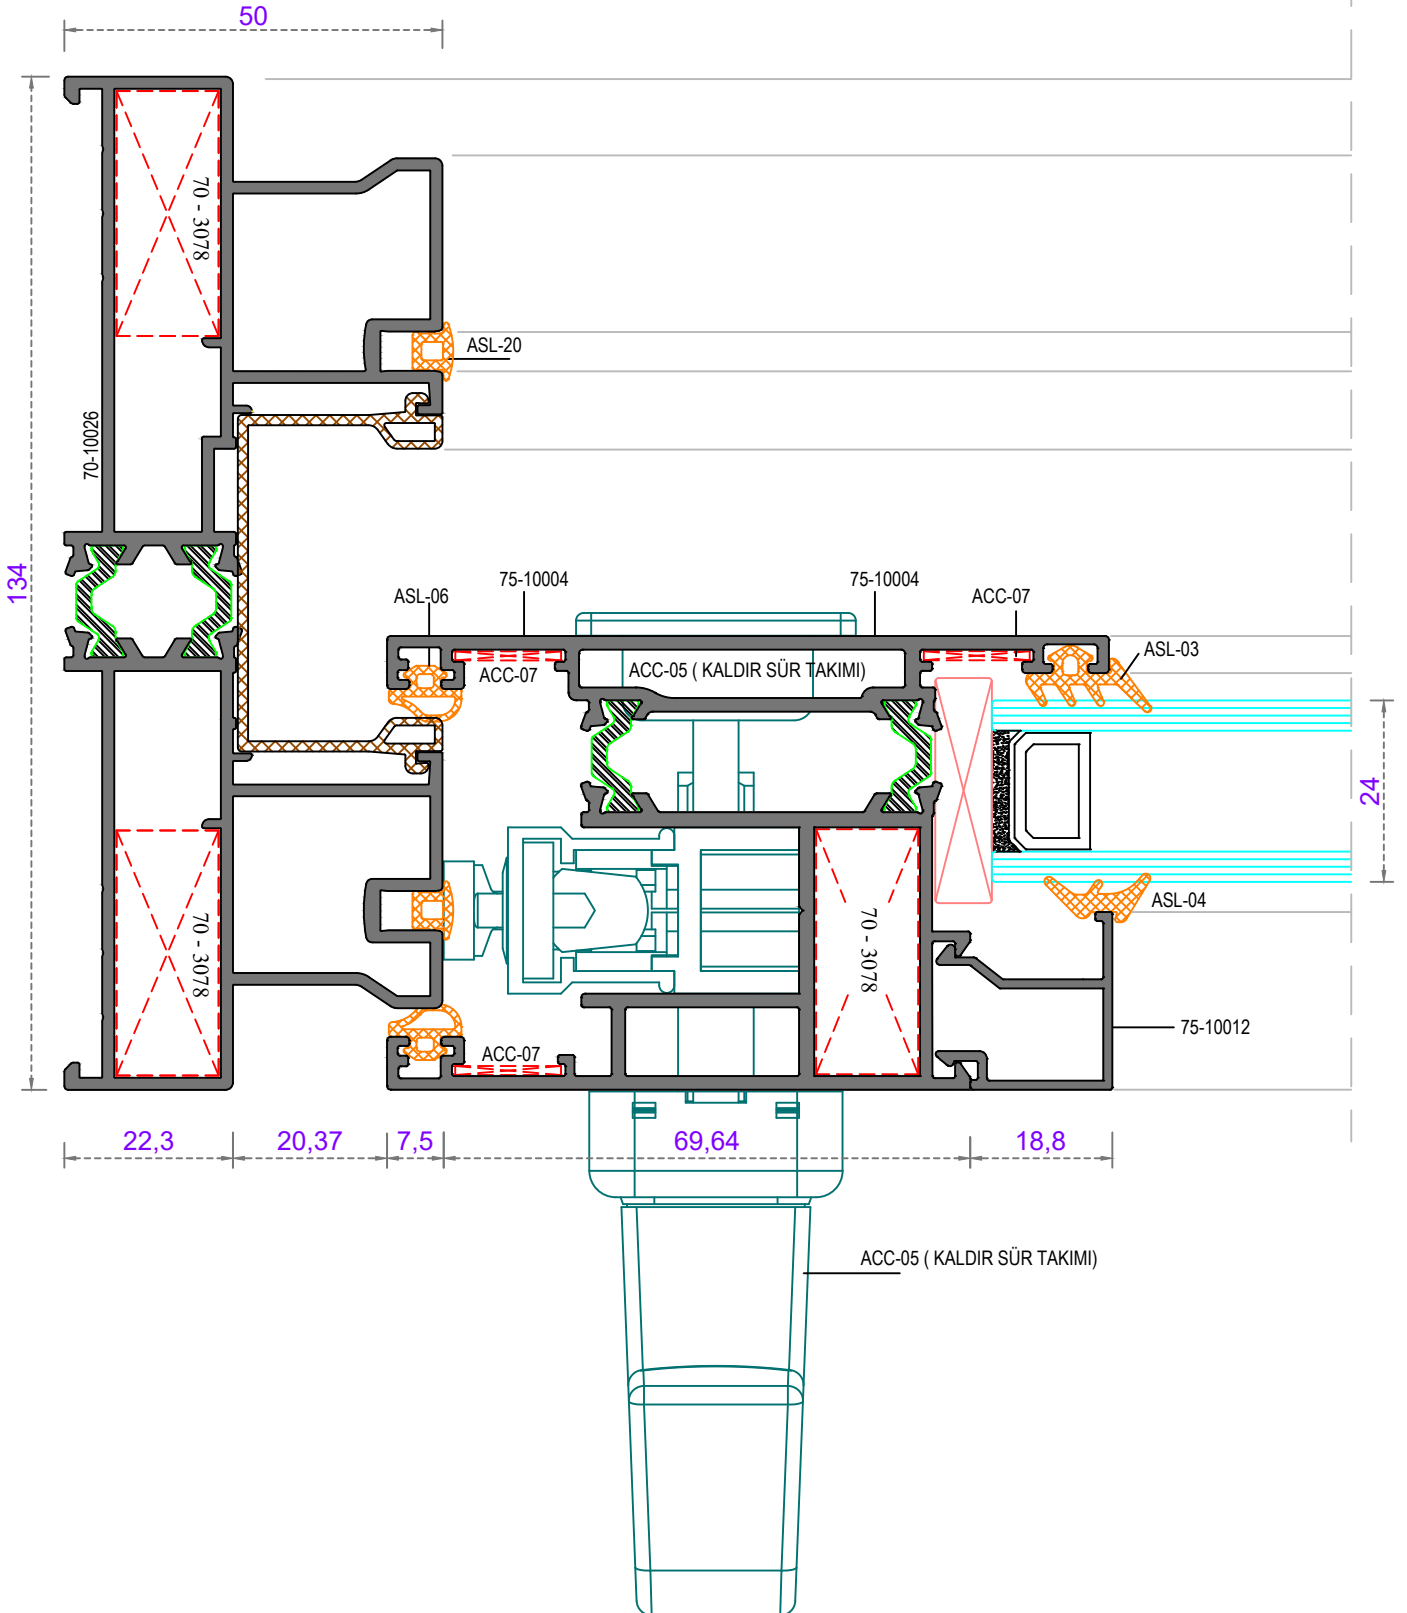 50
134
70 - 3078
ASL-20
70-10026
ASL-06
75-10004
75-10004
ACC-07
ASL-03
ACC-07
ACC-05 ( KALDIR SÜR TAKIMI)
24
ASL-04
70 - 3078
70 - 3078
75-10012
ACC-07
22,3
20,37
7,5
69,64
18,8
ACC-05 ( KALDIR SÜR TAKIMI)